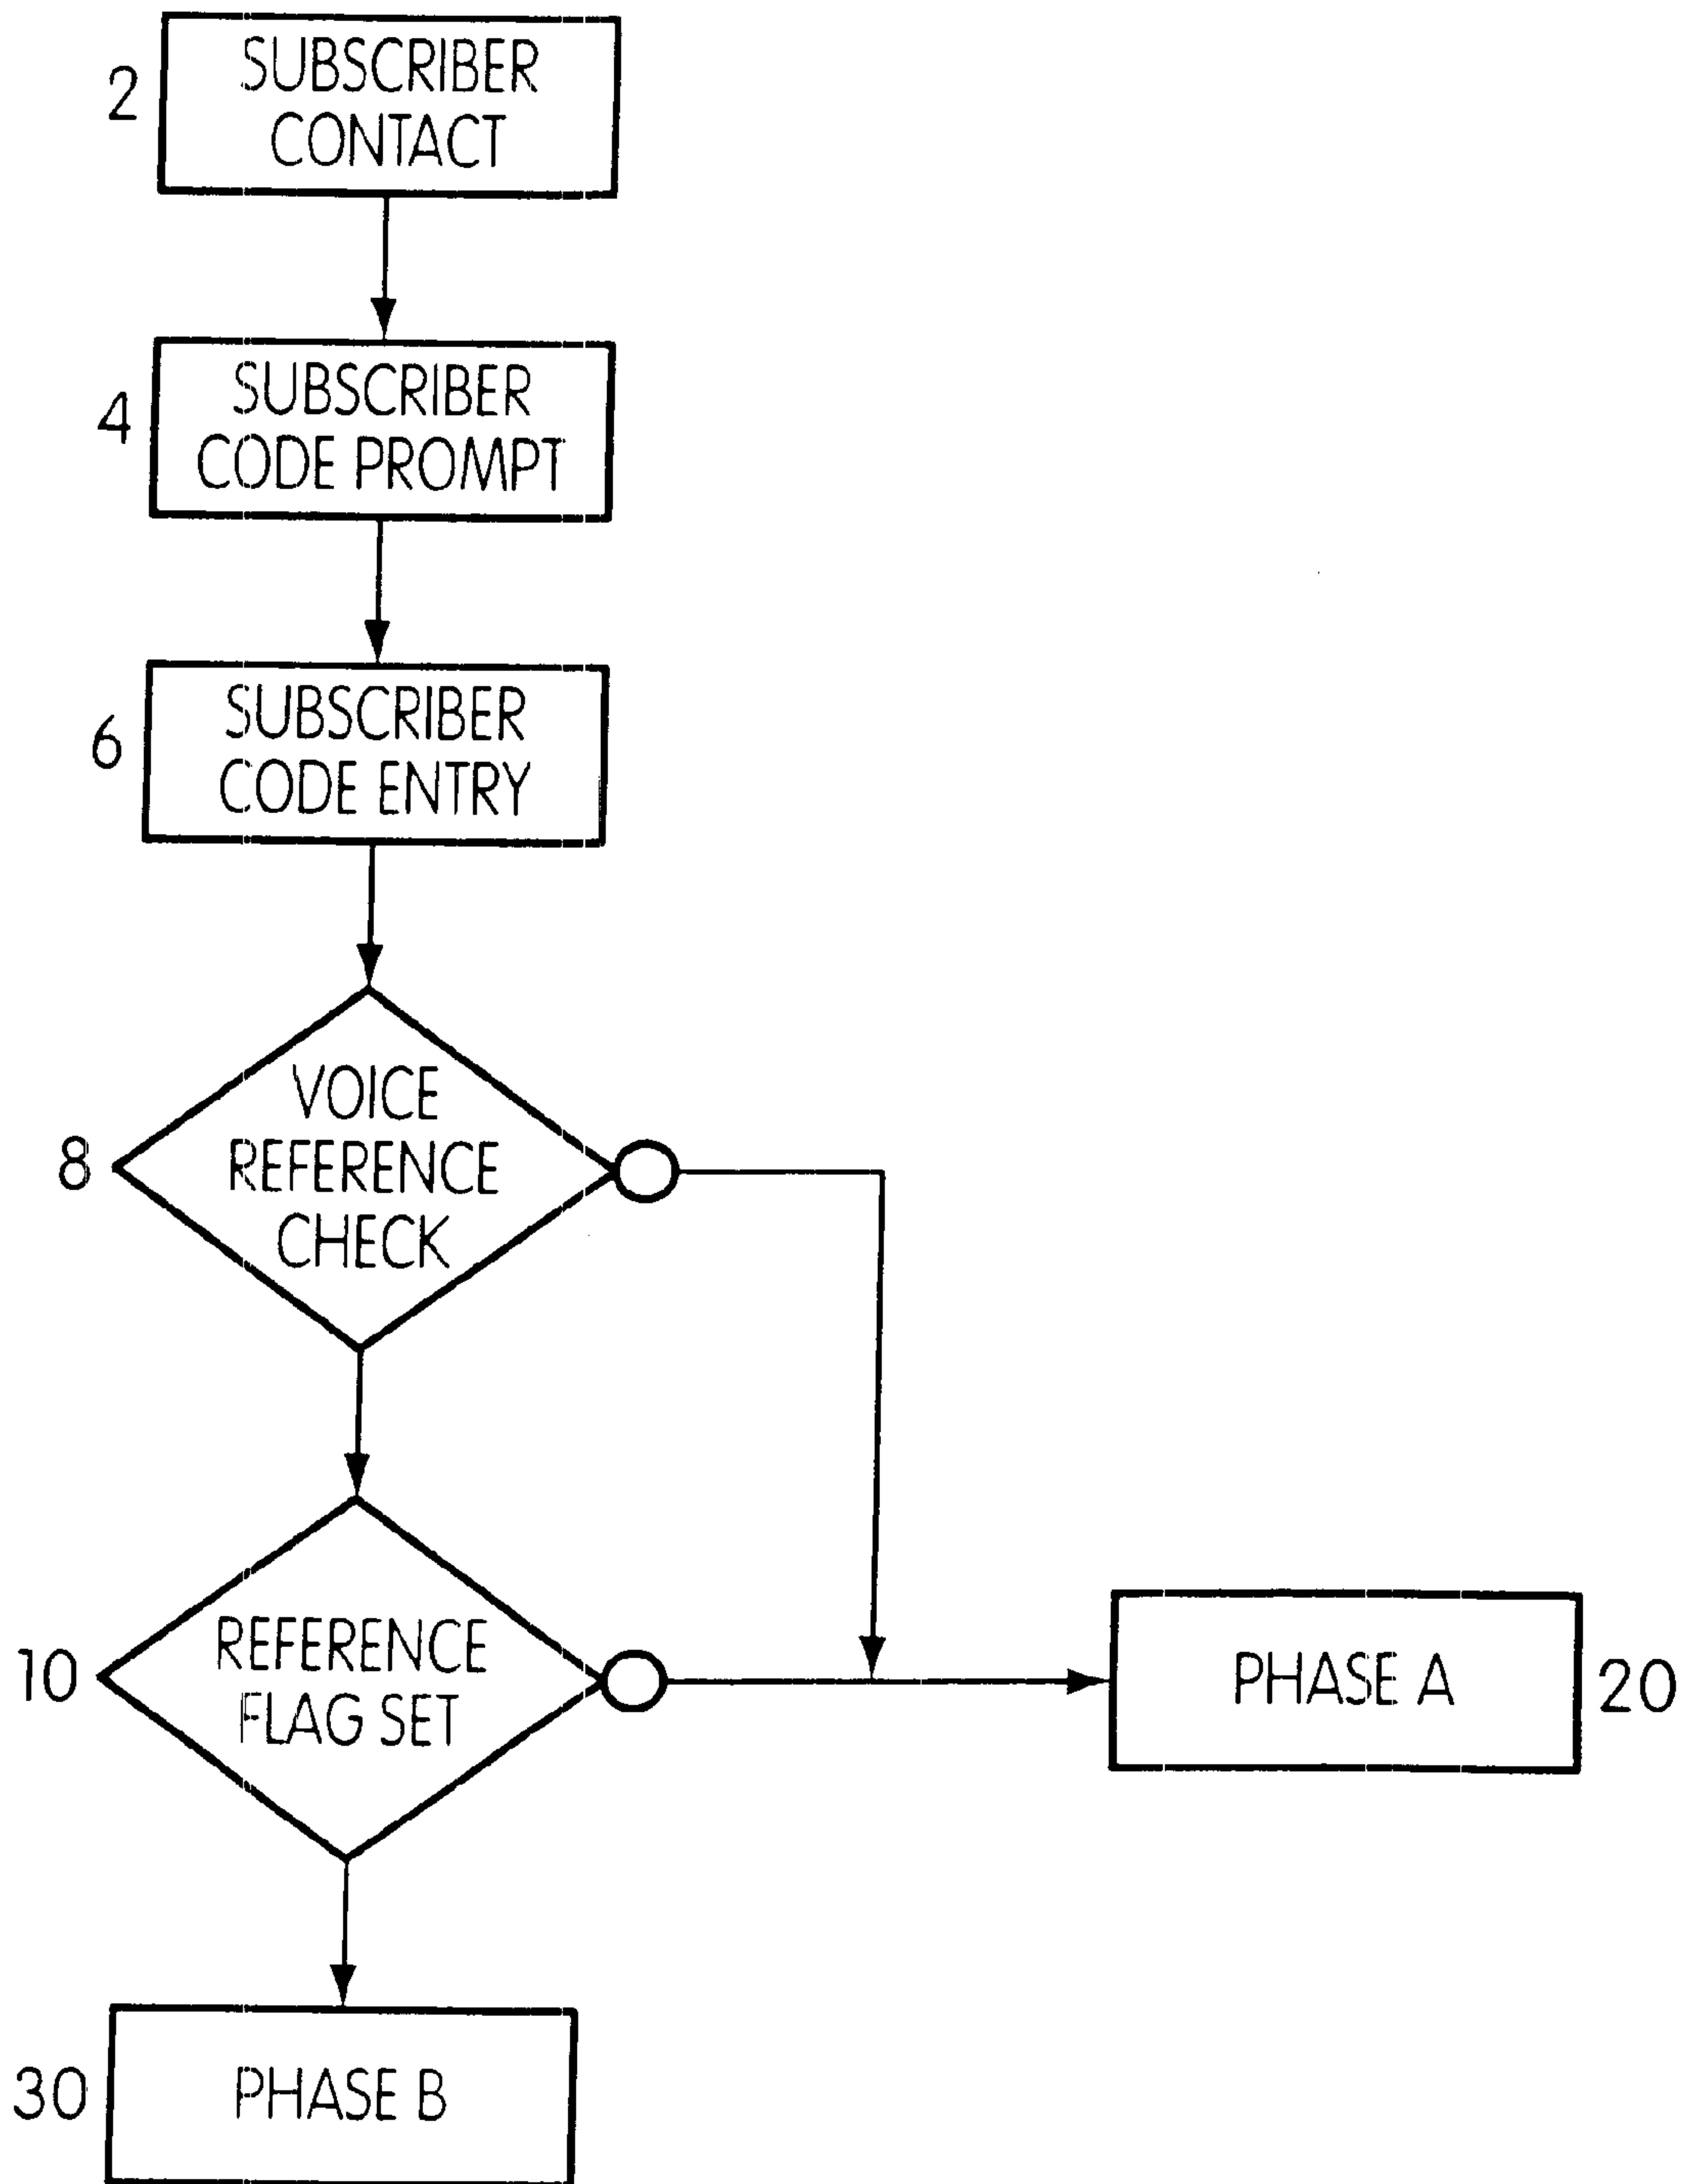 2
SUBSCRIBER
CONTACT
4
SUBSCRIBER
CODE PROMPT
6
SUBSCRIBER
CODE ENTRY
8
VOICE
REFERENCE
CHECK
10
REFERENCE
FLAG SET
PHASE A
20
30
PHASE B